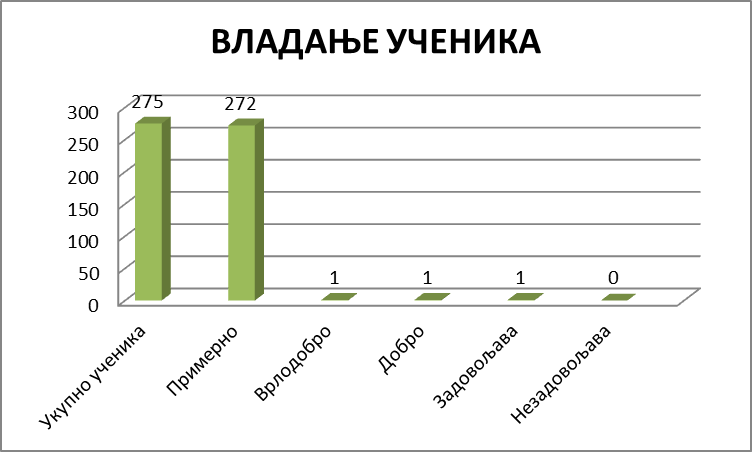 ВЛАДАЊЕ УЧЕНИКА
300
250
200
150
100
50
0
275
272
1
1
1
0
Укупно ученика
Примерно
Врлодобро
Добро
Задовољава
Незадовољава